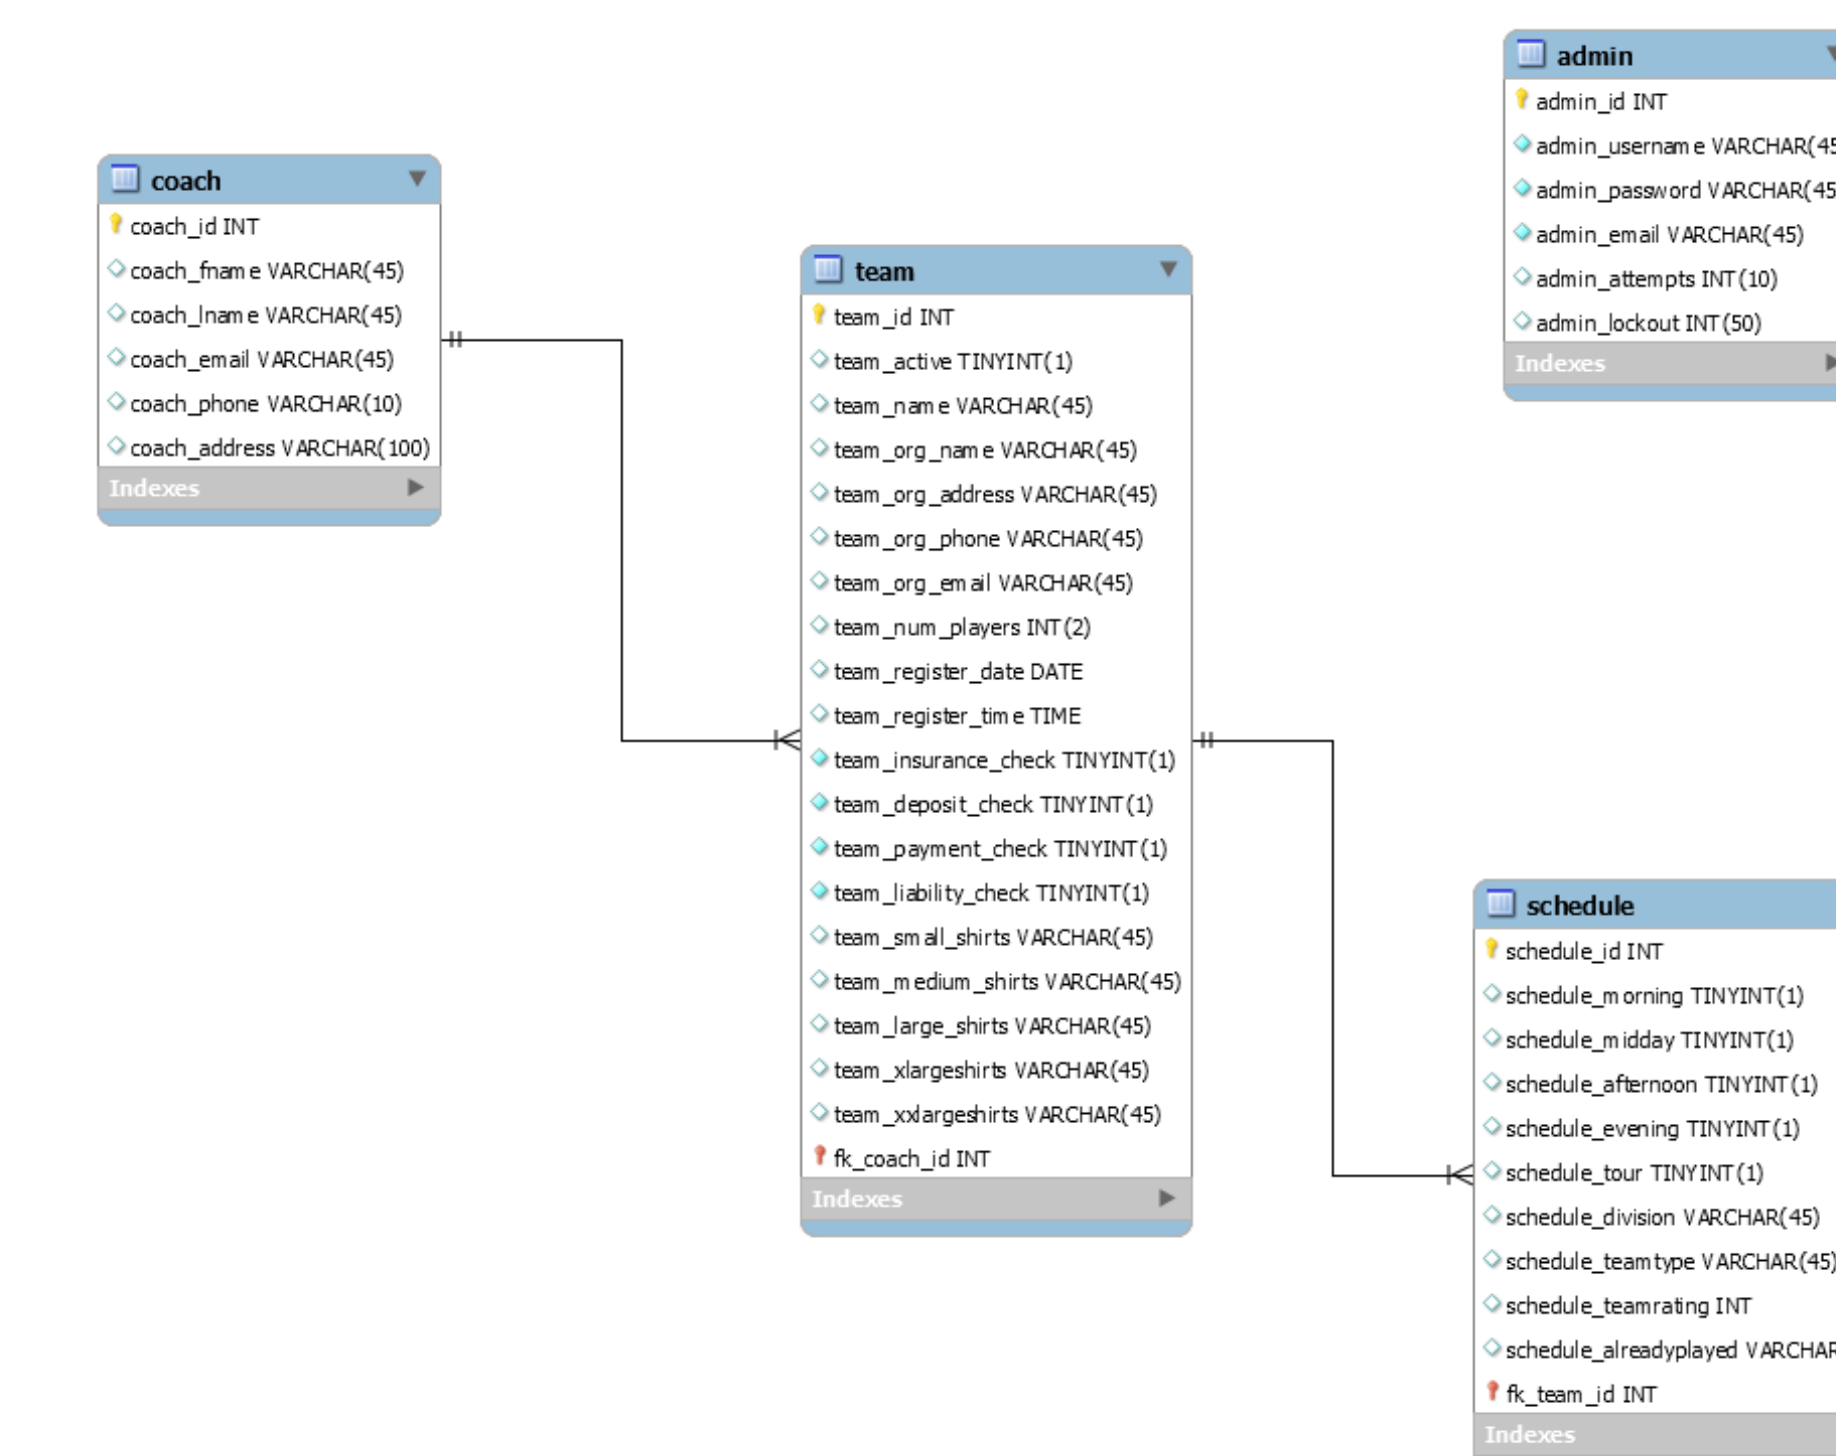 coach
coach_id INT
coach_fname VARCHAR(45)
coach_lname VARCHAR(45)
coach_email VARCHAR(45)
coach_phone VARCHAR(10)
coach_address VARCHAR(100)
Indexes
team
team_id INT
team_active TINYINT(1)
team_name VARCHAR(45)
team_org_name VARCHAR(45)
team_org_address VARCHAR(45)
team_org_phone VARCHAR(45)
team_org_email VARCHAR(45)
team_num_players INT(2)
team_register_date DATE
team_register_time TIME
team_insurance_check TINYINT(1)
team_deposit_check TINYINT(1)
team_payment_check TINYINT(1)
team_liability_check TINYINT(1)
team_small_shirts VARCHAR(45)
team_medium_shirts VARCHAR(45)
team_large_shirts VARCHAR(45)
team_xlargeshirts VARCHAR(45)
team_xxlargeshirts VARCHAR(45)
fk_coach_id INT
Indexes
admin
admin_id INT
admin_username VARCHAR(45
admin_password VARCHAR(45
admin_email VARCHAR(45)
admin_attempts INT(10)
admin_lockout INT(50)
Indexes
schedule
schedule_id INT
schedule_morning TINYINT(1)
schedule_midday TINYINT(1)
schedule_afternoon TINYINT(1)
schedule_evening TINYINT(1)
schedule_tour TINYINT(1)
schedule_division VARCHAR(45)
schedule_teamtype VARCHAR(45)
schedule_teamrating INT
schedule_alreadyplayed VARCHAR
fk_team_id INT
Indexes